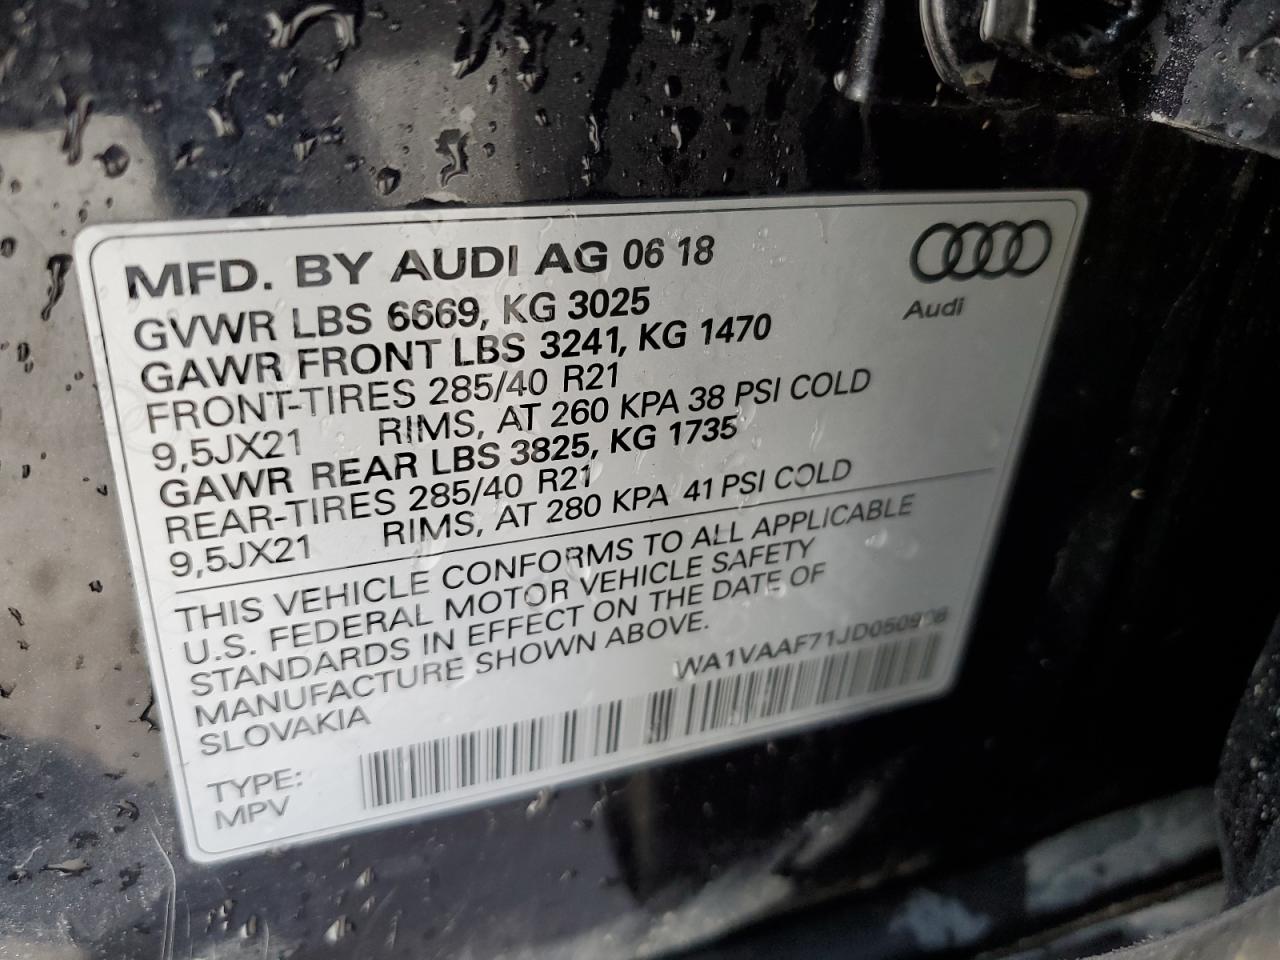 MFD. BY AUDI AG 06 18
Audi
GVWR LBS 6669, KG 3025
GAWR FRONT LBS 3241, KG 1470
FRONT-TIRES 285/40 R21
9,5JX21 RIMS, AT 260 KPA 38 PSI COLD
GAWR REAR LBS 3825, KG 1735
REAR-TIRES 285/40 R21
9,5JX21 RIMS, AT 280 KPA 41 PSI COLD
THIS VEHICLE CONFORMS TO ALL APPLICABLE
U.S. FEDERAL MOTOR VEHICLE SAFETY
STANDARDS IN EFFECT ON THE DATE OF
MANUFACTURE SHOWN ABOVE.
SLOVAKIA
TYPE:
MPV